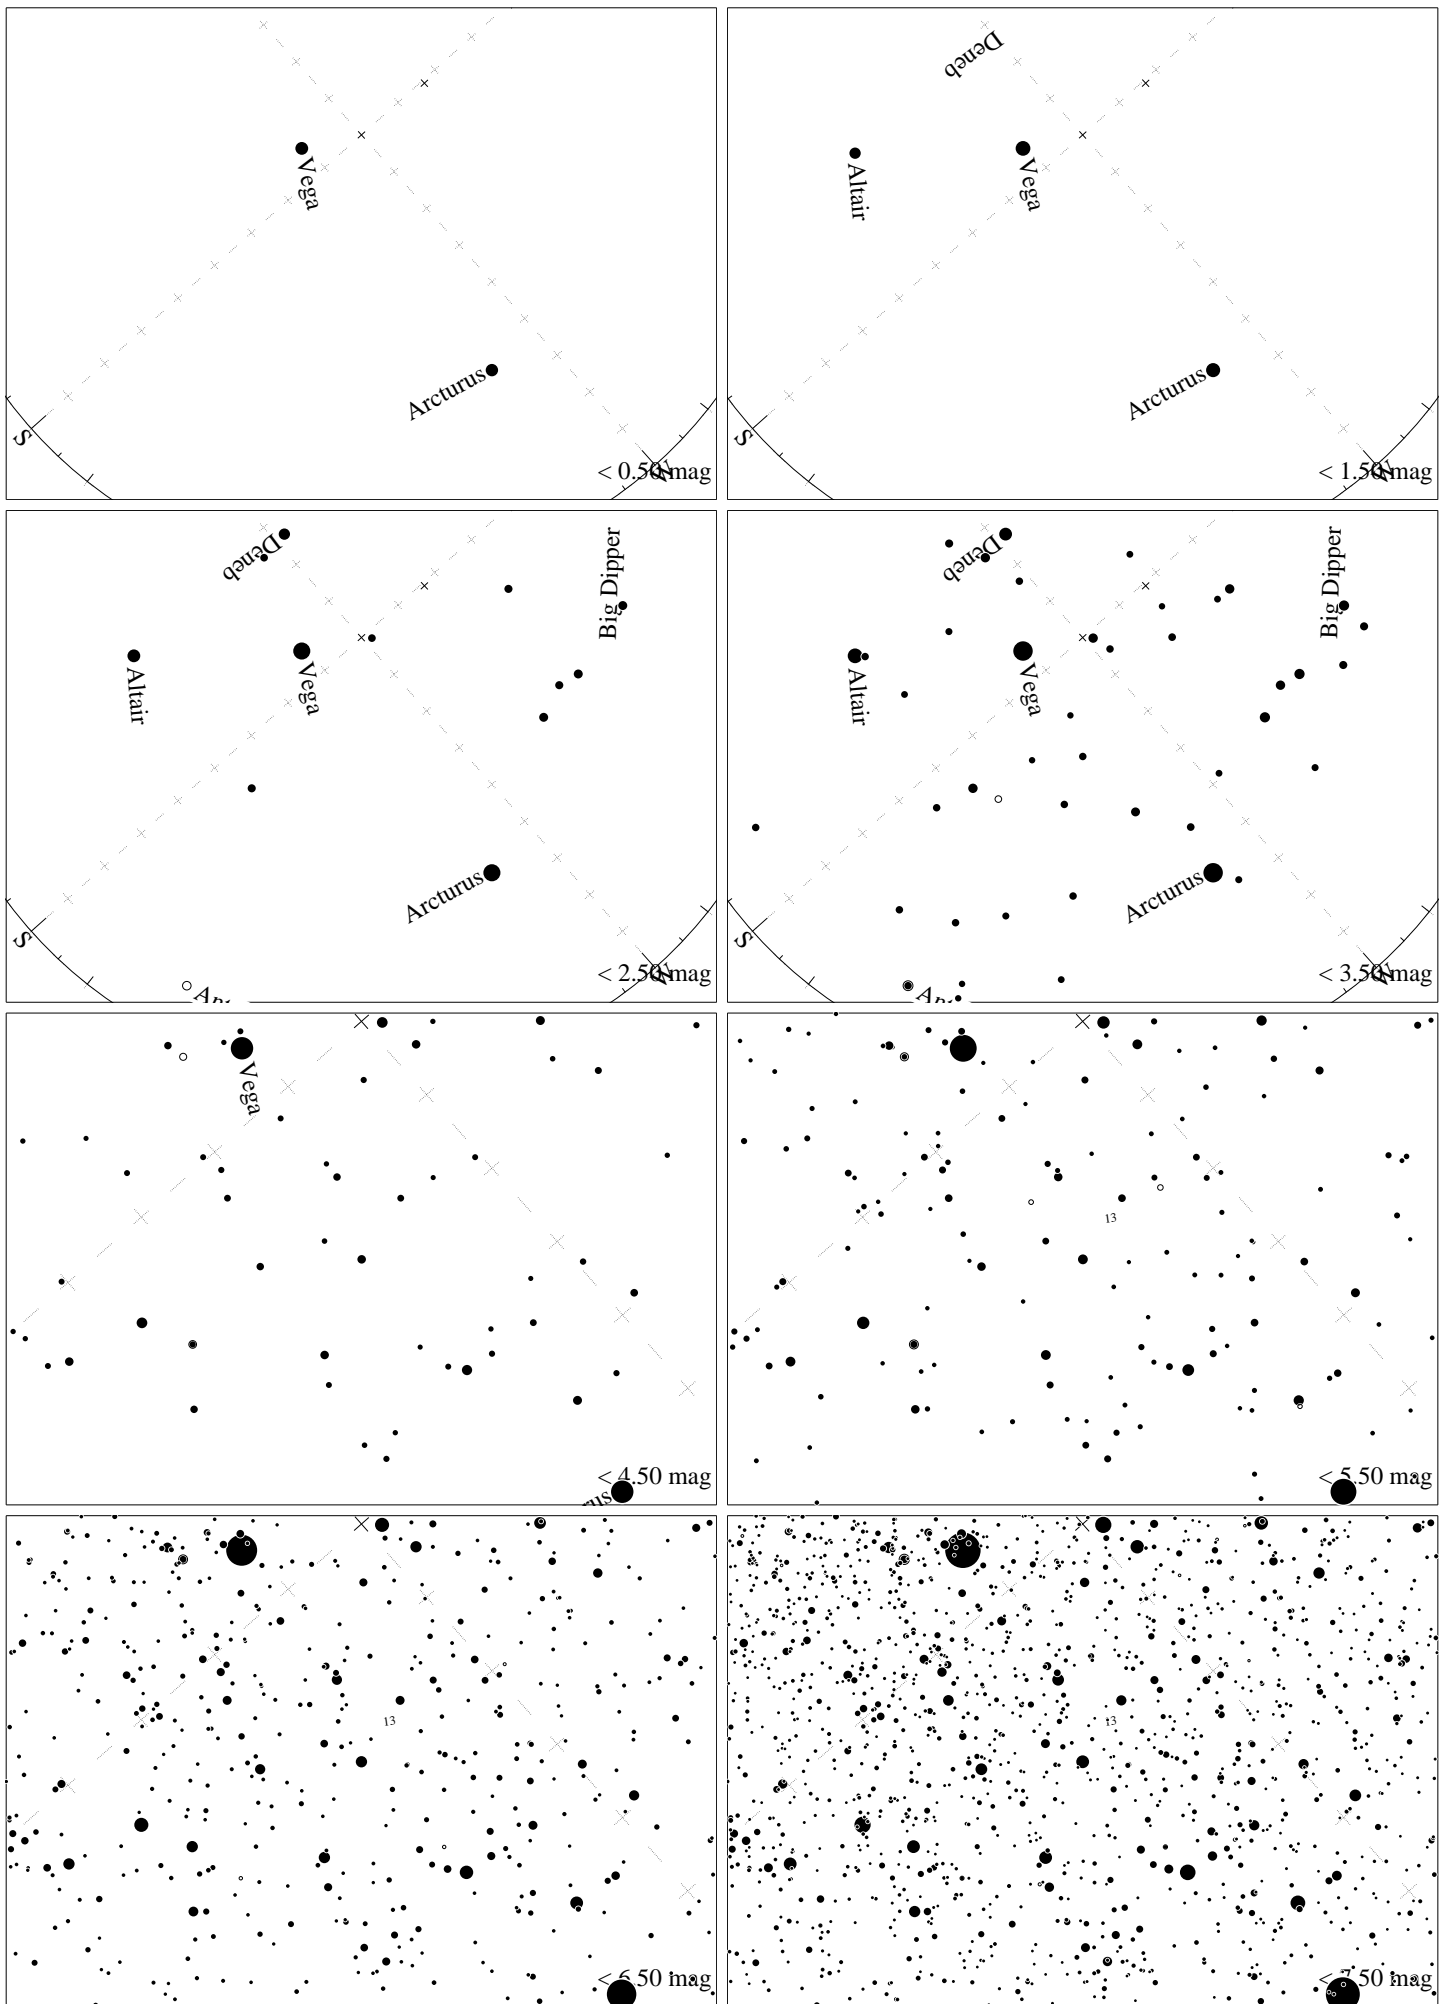 Vega
Arcturus
S
W
< 0.50 mag
Deneb
Altair
Vega
Arcturus
S
W
< 1.50 mag
Deneb
Big Dipper
Altair
Vega
Arcturus
S
W
< 2.50 mag
Deneb
Big Dipper
Altair
Vega
Arcturus
S
W
< 3.50 mag
Vega
< 4.50 mag
13
< 5.50 mag
13
< 6.50 mag
13
< 7.50 mag